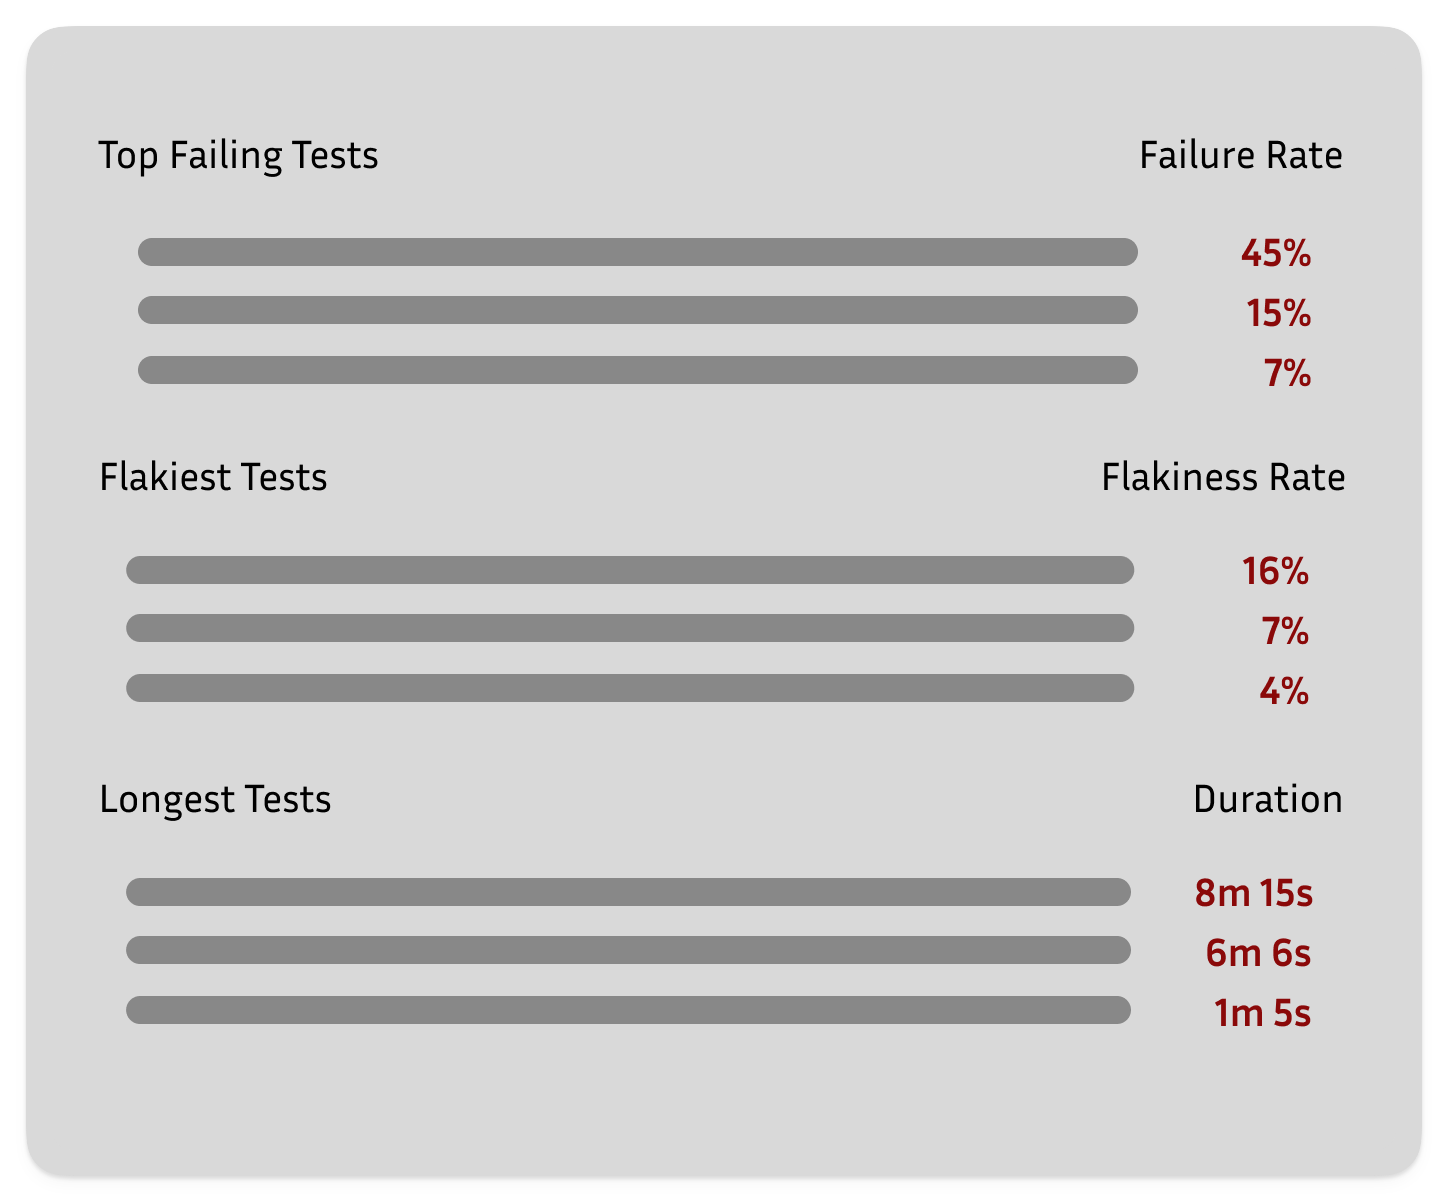 Top Failing Tests Failure Rate
45%
15%
7%
Flakiest Tests Flakiness Rate
16%
7%
4%
Longest Tests Duration
8m 15s
6m 6s
1m 5s